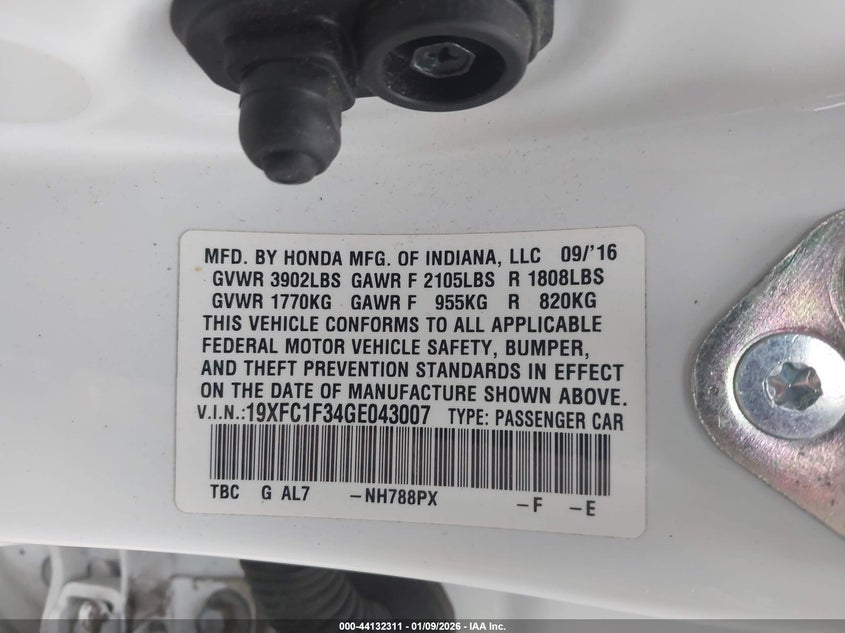 MFD. BY HONDA MFG. OF INDIANA, LLC 09/'16
GVWR 3902LBS GAWR F 2105LBS R 1808LBS
GVWR 1770KG GAWR F 955KG R 820KG
THIS VEHICLE CONFORMS TO ALL APPLICABLE
FEDERAL MOTOR VEHICLE SAFETY, BUMPER,
AND THEFT PREVENTION STANDARDS IN EFFECT
ON THE DATE OF MANUFACTURE SHOWN ABOVE.
V.I.N.:19XFC1F34GE043007 TYPE: PASSENGER CAR
TBC G AL7 -NH788PX -F -E
000-44132311 - 01/09/2026 - IAA Inc.